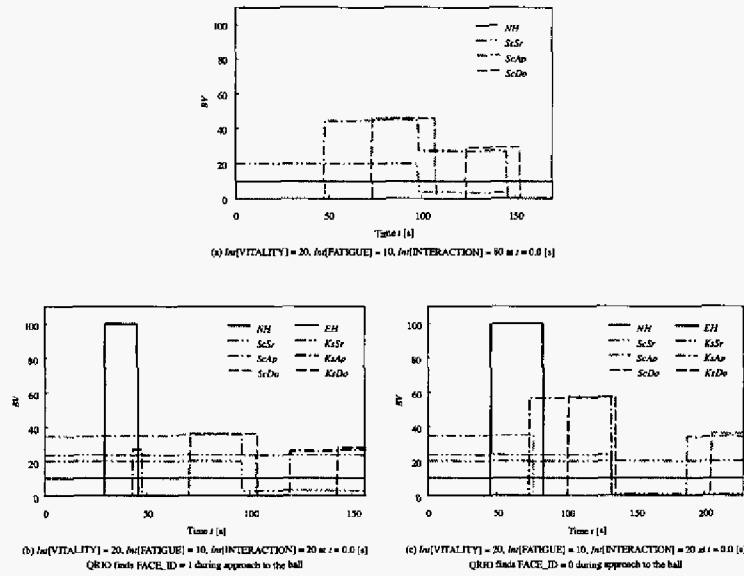 100
80
60
40
20
0
BV
NH
ScSr
ScAp
ScDo
0 50 100 150
Time t [s]
(a) Int[VITALITY] = 20, Int[FATIGUE] = 10, Int[INTERACTION] = 80 at t = 0.0 [s]
100
80
60
40
20
0
BV
NH EH
ScSr KsSr
ScAp KsAp
ScDo KsDo
0 50 100 150
Time t [s]
(b) Int[VITALITY] = 20, Int[FATIGUE] = 10, Int[INTERACTION] = 20 at t = 0.0 [s]
QRIO finds FACE_ID = 1 during approach to the ball
100
80
60
40
20
0
BV
NH EH
ScSr KsSr
ScAp KsAp
ScDo KsDo
0 50 100 150 200
Time t [s]
(c) Int[VITALITY] = 20, Int[FATIGUE] = 10, Int[INTERACTION] = 20 at t = 0.0 [s]
QRIO finds FACE_ID = 0 during approach to the ball